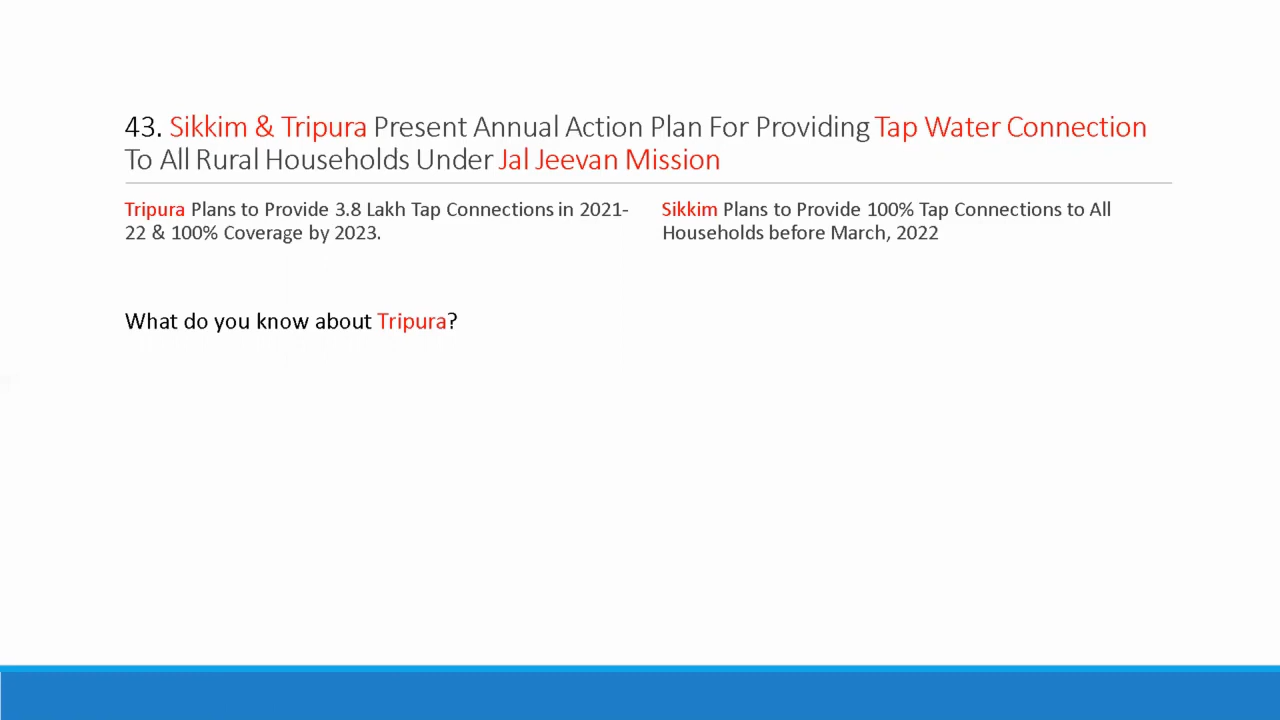 43. Sikkim & Tripura Present Annual Action Plan For Providing Tap Water Connection
To All Rural Households Under Jal Jeevan Mission
Tripura Plans to Provide 3.8 Lakh Tap Connections in 2021-
22 & 100% Coverage by 2023.
Sikkim Plans to Provide 100% Tap Connections to All
Households before March, 2022
What do you know about Tripura?